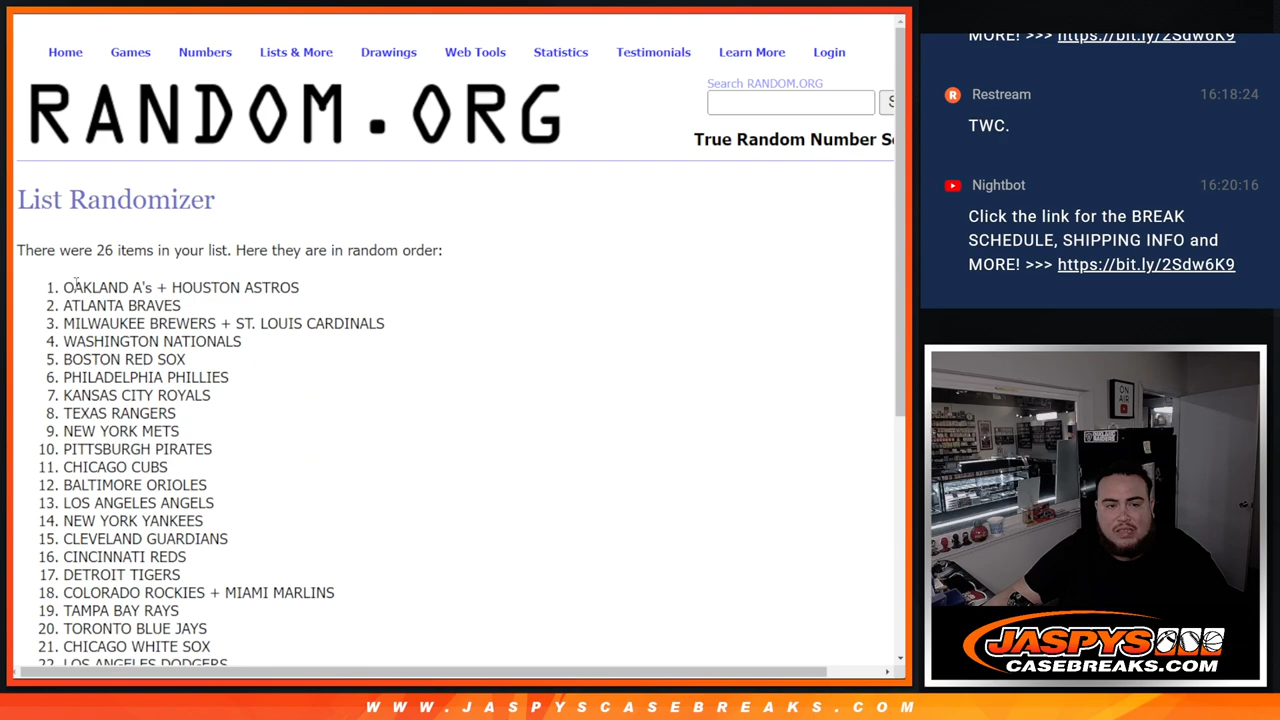 Home Games Numbers Lists & More Drawings Web Tools Statistics Testimonials Learn More Login
RANDOM.ORG
Search RANDOM.ORG
True Random Number Se
List Randomizer
There were 26 items in your list. Here they are in random order:
1. OAKLAND A's + HOUSTON ASTROS
2. ATLANTA BRAVES
3. MILWAUKEE BREWERS + ST. LOUIS CARDINALS
4. WASHINGTON NATIONALS
5. BOSTON RED SOX
6. PHILADELPHIA PHILLIES
7. KANSAS CITY ROYALS
8. TEXAS RANGERS
9. NEW YORK METS
10. PITTSBURGH PIRATES
11. CHICAGO CUBS
12. BALTIMORE ORIOLES
13. LOS ANGELES ANGELS
14. NEW YORK YANKEES
15. CLEVELAND GUARDIANS
16. CINCINNATI REDS
17. DETROIT TIGERS
18. COLORADO ROCKIES + MIAMI MARLINS
19. TAMPA BAY RAYS
20. TORONTO BLUE JAYS
21. CHICAGO WHITE SOX
22. LOS ANGELES DODGERS
MORE! >>> https://bit.ly/2Sdw6K9
Restream 16:18:24
TWC.
Nightbot 16:20:16
Click the link for the BREAK
SCHEDULE, SHIPPING INFO and
MORE! >>> https://bit.ly/2Sdw6K9
ON
AIR
JASPYS
CASEBREAKS.COM
WWW.JASPYSCASEBREAKS.COM